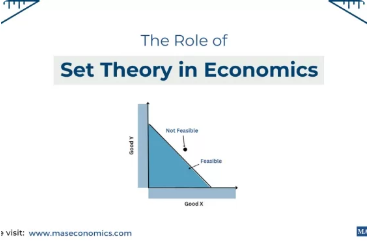 The Role of
Set Theory in Economics
Not Feasible
Feasible
Good Y
Good X
visit: www.maseconomics.com